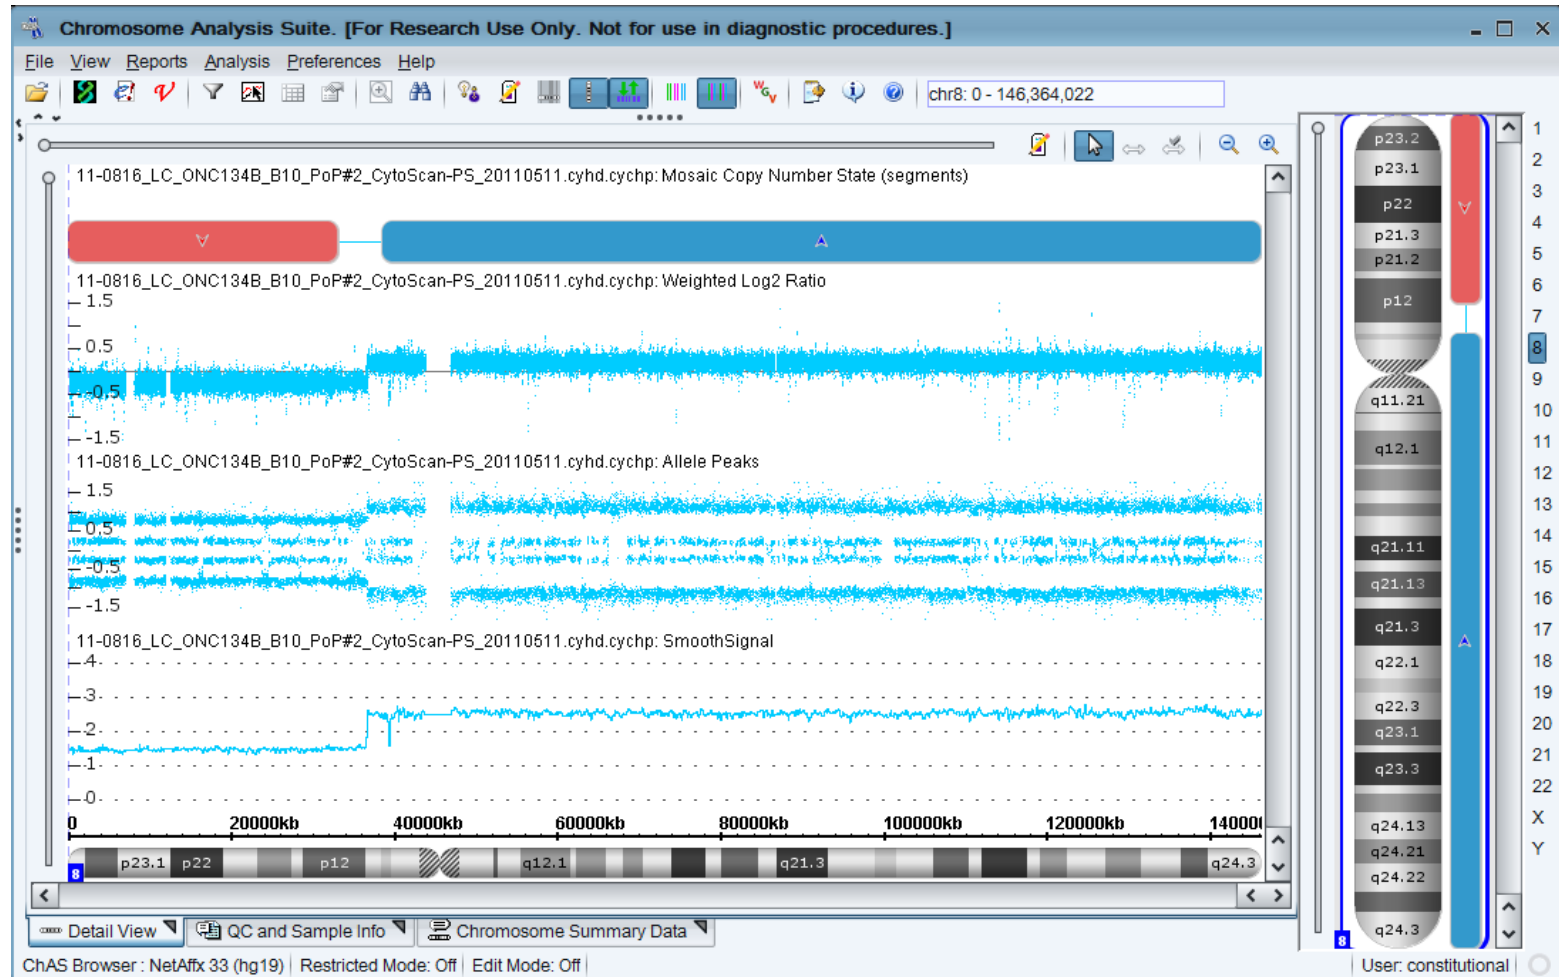 Chromosome Analysis Suite. [For Research Use Only. Not for use in diagnostic procedures.]
File View Reports Analysis Preferences Help
chr8: 0 - 146,364,022
11-0816_LC_ONC134B_B10_PoP#2_CytoScan-PS_20110511.cyhd.cychp: Mosaic Copy Number State (segments)
11-0816_LC_ONC134B_B10_PoP#2_CytoScan-PS_20110511.cyhd.cychp: Weighted Log2 Ratio
1.5
0.5
-0.5
-1.5
11-0816_LC_ONC134B_B10_PoP#2_CytoScan-PS_20110511.cyhd.cychp: Allele Peaks
1.5
0.5
-0.5
-1.5
11-0816_LC_ONC134B_B10_PoP#2_CytoScan-PS_20110511.cyhd.cychp: SmoothSignal
4
3
2
1
0
0 20000kb 40000kb 60000kb 80000kb 100000kb 120000kb 14000
8 p23.1 p22 p12 q12.1 q21.3 q24.3
p23.2
p23.1
p22
p21.3
p21.2
p12
q11.21
q12.1
q21.11
q21.13
q21.3
q22.1
q22.3
q23.1
q23.3
q24.13
q24.21
q24.22
q24.3
8
1
2
3
4
5
6
7
8
9
10
11
12
13
14
15
16
17
18
19
20
21
22
X
Y
Detail View QC and Sample Info Chromosome Summary Data
ChAS Browser : NetAffx 33 (hg19) Restricted Mode: Off Edit Mode: Off User: constitutional